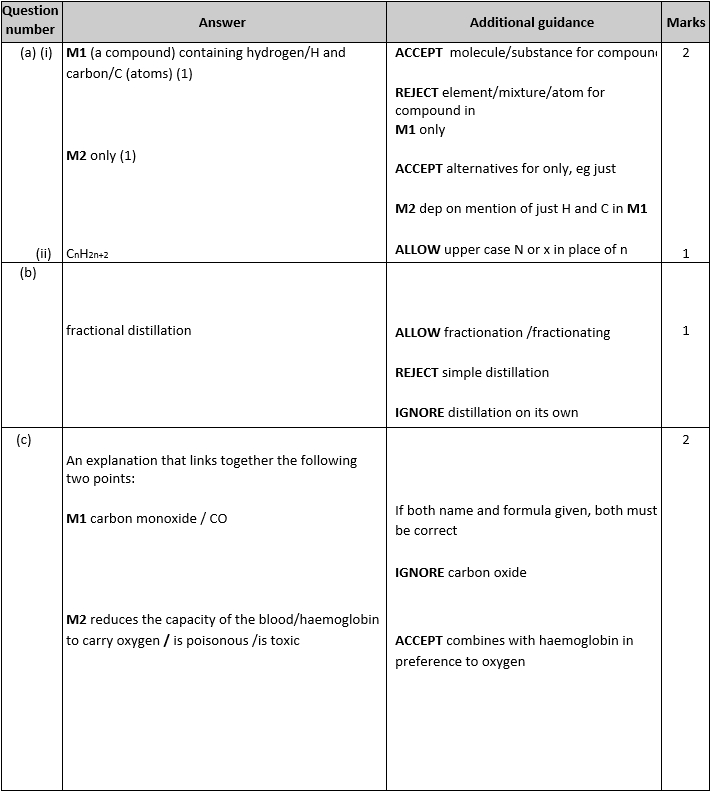 Question number
Answer
Additional guidance
Marks
(a) (i)
M1 (a compound) containing hydrogen/H and
carbon/C (atoms) (1)
ACCEPT molecule/substance for compound
2
REJECT element/mixture/atom for
compound in
M1 only
M2 only (1)
ACCEPT alternatives for only, eg just
M2 dep on mention of just H and C in M1
(ii)
CnH2n+2
ALLOW upper case N or x in place of n
1
(b)
fractional distillation
ALLOW fractionation /fractionating
1
REJECT simple distillation
IGNORE distillation on its own
(c)
2
An explanation that links together the following
two points:
M1 carbon monoxide / CO
If both name and formula given, both must
be correct
IGNORE carbon oxide
M2 reduces the capacity of the blood/haemoglobin
to carry oxygen / is poisonous /is toxic
ACCEPT combines with haemoglobin in
preference to oxygen